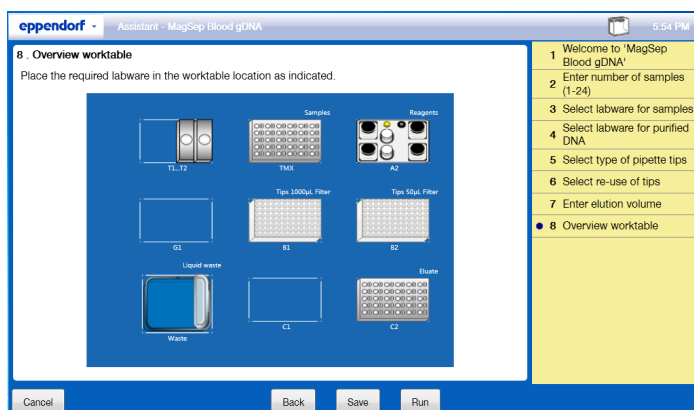 eppendorf
Assistant - MagSep Blood gDNA
5:54 PM
8 . Overview worktable
Place the required labware in the worktable location as indicated.
Samples
Reagents
T1...T2
TMX
A2
Tips 1000µL Filter
Tips 50µL Filter
G1
B1
B2
Liquid waste
Eluate
Waste
C1
C2
1 Welcome to 'MagSep
Blood gDNA'
2 Enter number of samples
(1-24)
3 Select labware for samples
4 Select labware for purified
DNA
5 Select type of pipette tips
6 Select re-use of tips
7 Enter elution volume
8 Overview worktable
Cancel
Back
Save
Run